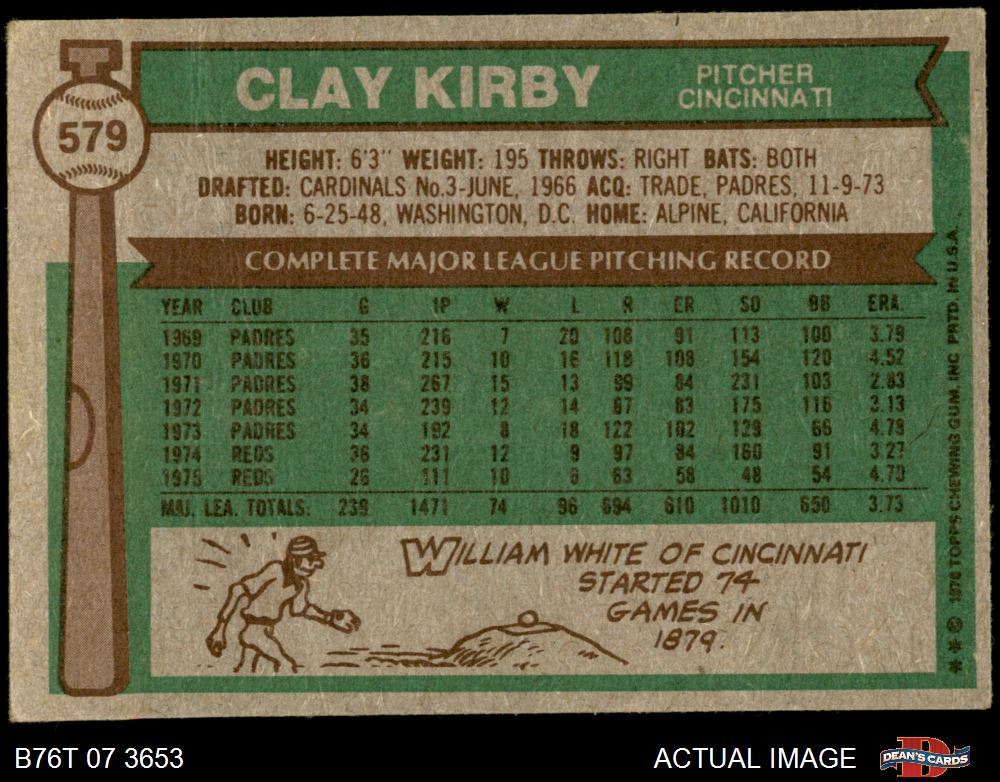 CLAY KIRBY
PITCHER
CINCINNATI
579
HEIGHT: 6'3" WEIGHT: 195 THROWS: RIGHT BATS: BOTH
DRAFTED: CARDINALS No.3-JUNE, 1966 ACQ: TRADE, PADRES, 11-9-73
BORN: 6-25-48, WASHINGTON, D.C. HOME: ALPINE, CALIFORNIA
COMPLETE MAJOR LEAGUE PITCHING RECORD
YEAR CLUB G IP W L R ER SO BB ERA.
1969 PADRES 35 216 7 20 108 91 113 100 3.79
1970 PADRES 36 215 10 16 118 108 154 120 4.52
1971 PADRES 38 267 15 13 99 84 231 103 2.83
1972 PADRES 34 239 12 14 87 83 175 116 3.13
1973 PADRES 34 192 8 18 122 102 129 66 4.79
1974 REDS 36 231 12 9 97 84 160 91 3.27
1975 REDS 26 111 10 6 63 58 48 54 4.70
MAJ. LEA. TOTALS: 239 1471 74 96 694 610 1010 650 3.73
WILLIAM WHITE OF CINCINNATI
STARTED 74
GAMES IN
1879.
** © 1976 TOPPS CHEWING GUM, INC. PRTD. IN U.S.A.
B76T 07 3653
ACTUAL IMAGE
DEAN'S CARDS